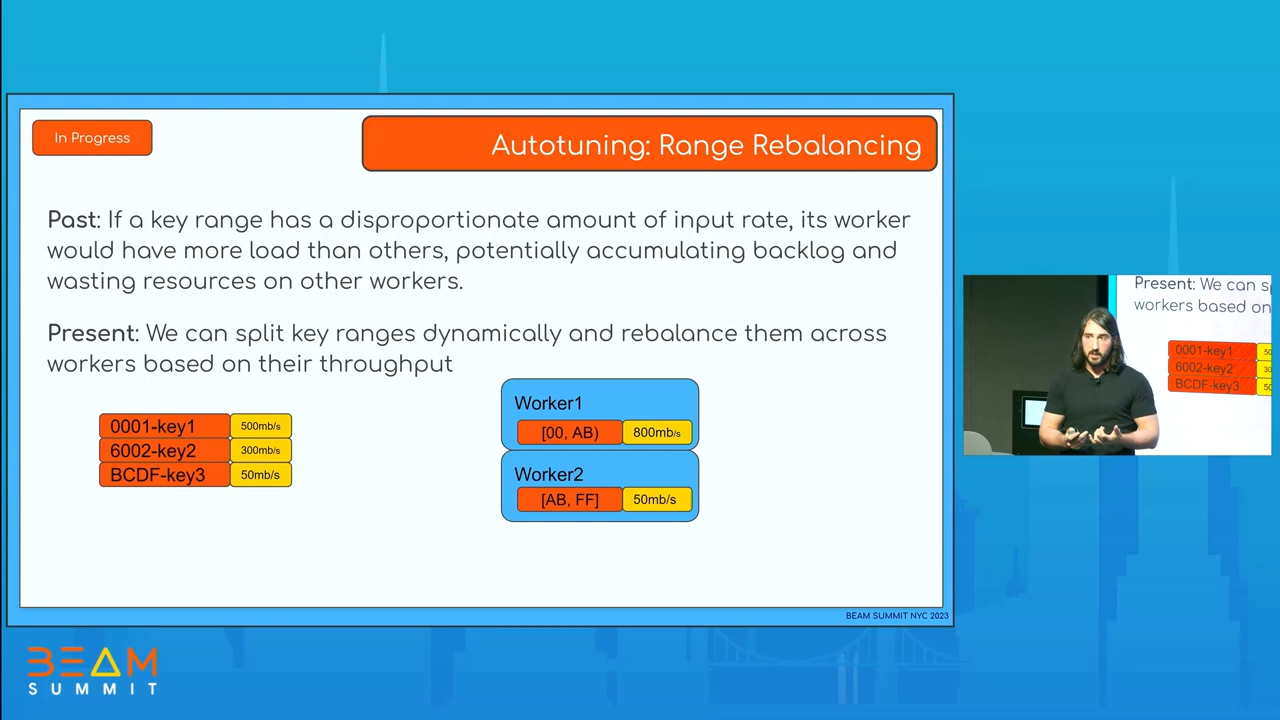 In Progress
Autotuning: Range Rebalancing
Past: If a key range has a disproportionate amount of input rate, its worker
would have more load than others, potentially accumulating backlog and
wasting resources on other workers.
Present: We can split key ranges dynamically and rebalance them across
workers based on their throughput
0001-key1 500mb/s
6002-key2 300mb/s
BCDF-key3 50mb/s
Worker1
[00, AB) 800mb/s
Worker2
[AB, FF] 50mb/s
BEAM SUMMIT NYC 2023
Present: We can sp
workers based on
0001-key1 50
6002-key2 30
BCDF-key3 50
BEAM
SUMMIT